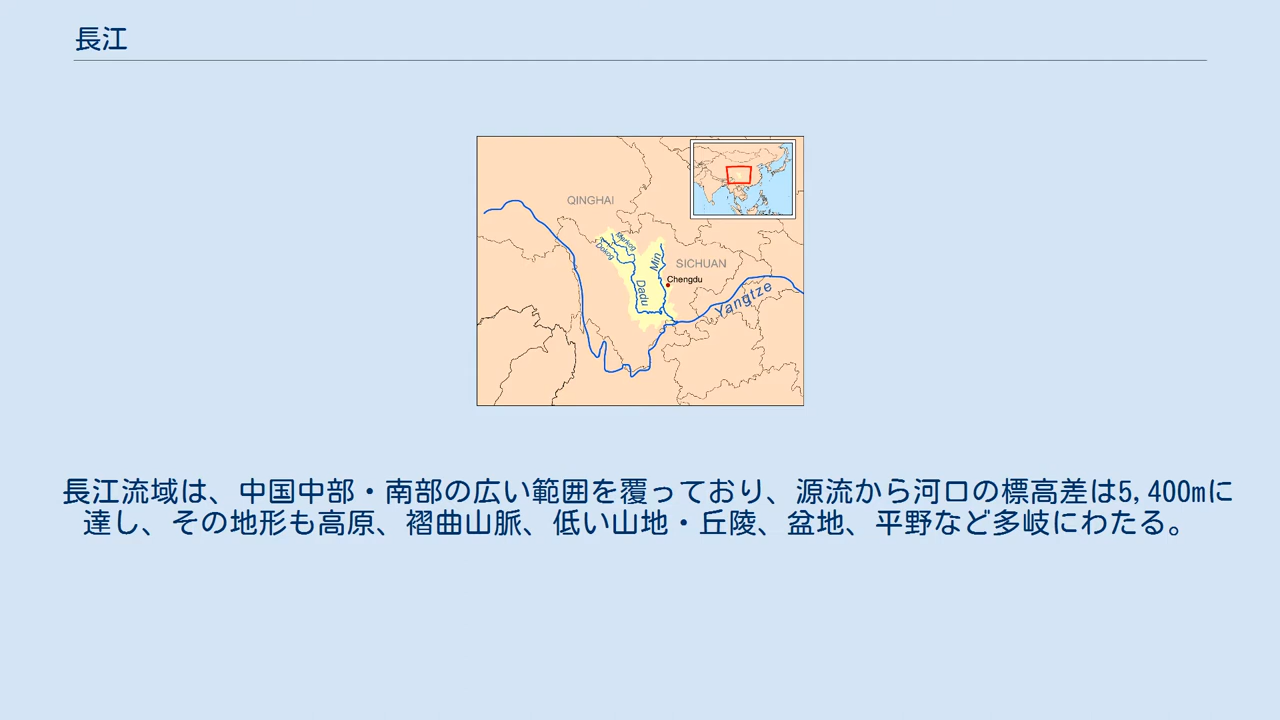 長江
QINGHAI
Merkog
Dokog
Min
SICHUAN
Chengdu
Dadu
Yangtze
長江流域は、中国中部・南部の広い範囲を覆っており、源流から河口の標高差は5,400mに
達し、その地形も高原、褶曲山脈、低い山地・丘陵、盆地、平野など多岐にわたる。